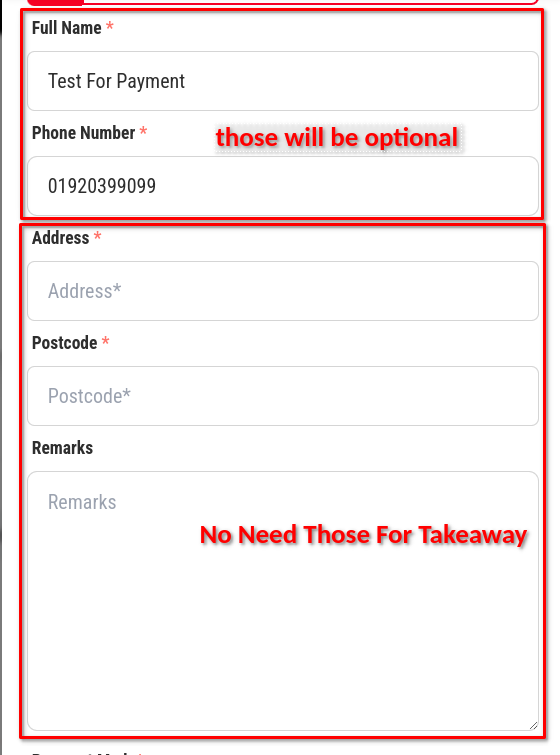 Full Name *
Test For Payment
Phone Number *
those will be optional
01920399099
Address *
Address*
Postcode *
Postcode*
Remarks
Remarks
No Need Those For Takeaway